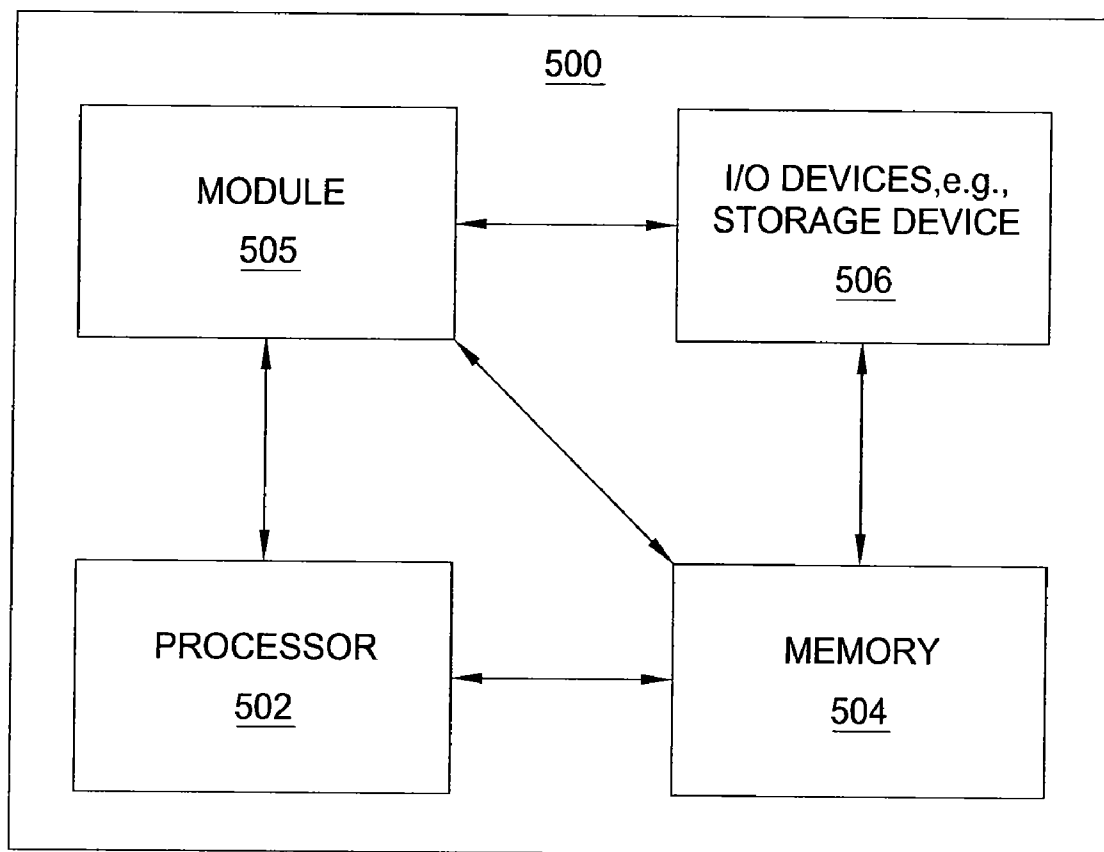 500
MODULE
505
I/O DEVICES,e.g.,
STORAGE DEVICE
506
PROCESSOR
502
MEMORY
504